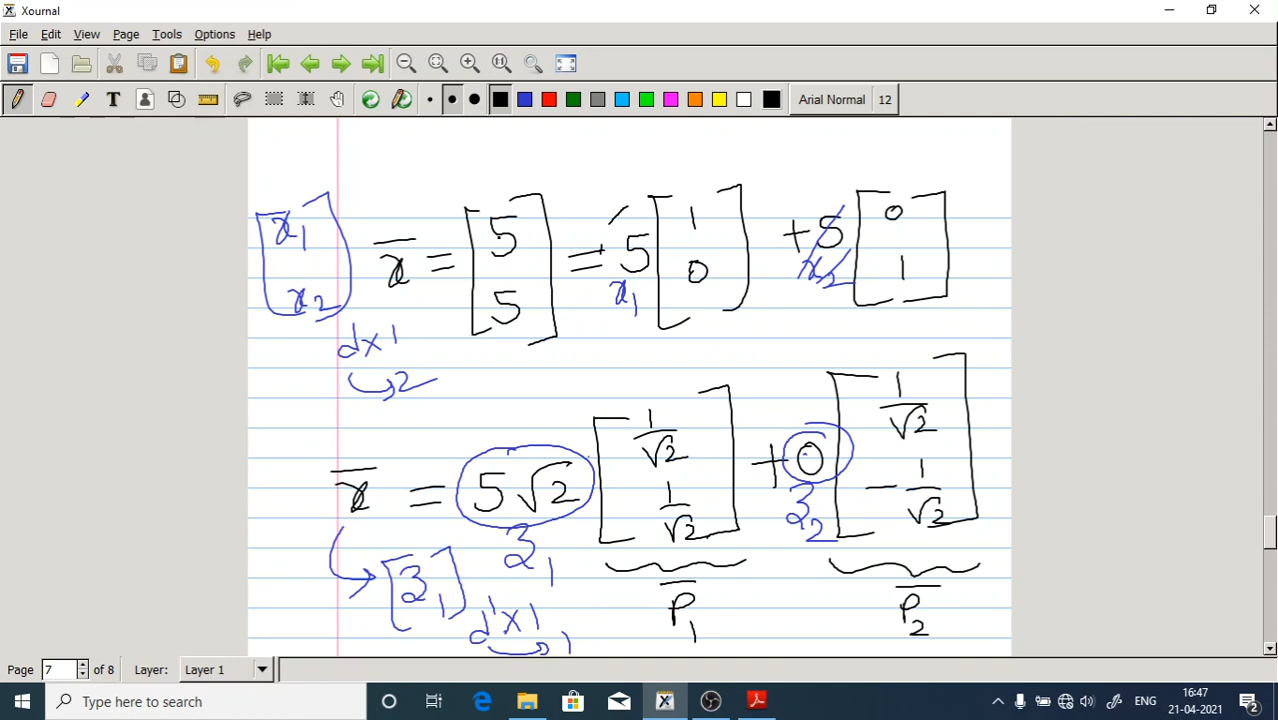 Xournal
File Edit View Page Tools Options Help
Arial Normal 12
[x₁ x₂] x̄ = [5 5] = 5 [1 0] + 5 [0 1]
x₁ x₂
d×1
↳ 2
x̄ = 5√2 [1/√2 1/√2] + 0 [1/√2 -1/√2]
z₁ z₂
[z₁] d'×1 P̄₁ P̄₂
↳ 1
Page 7 of 8 Layer: Layer 1
Type here to search
ENG 16:47
21-04-2021
2